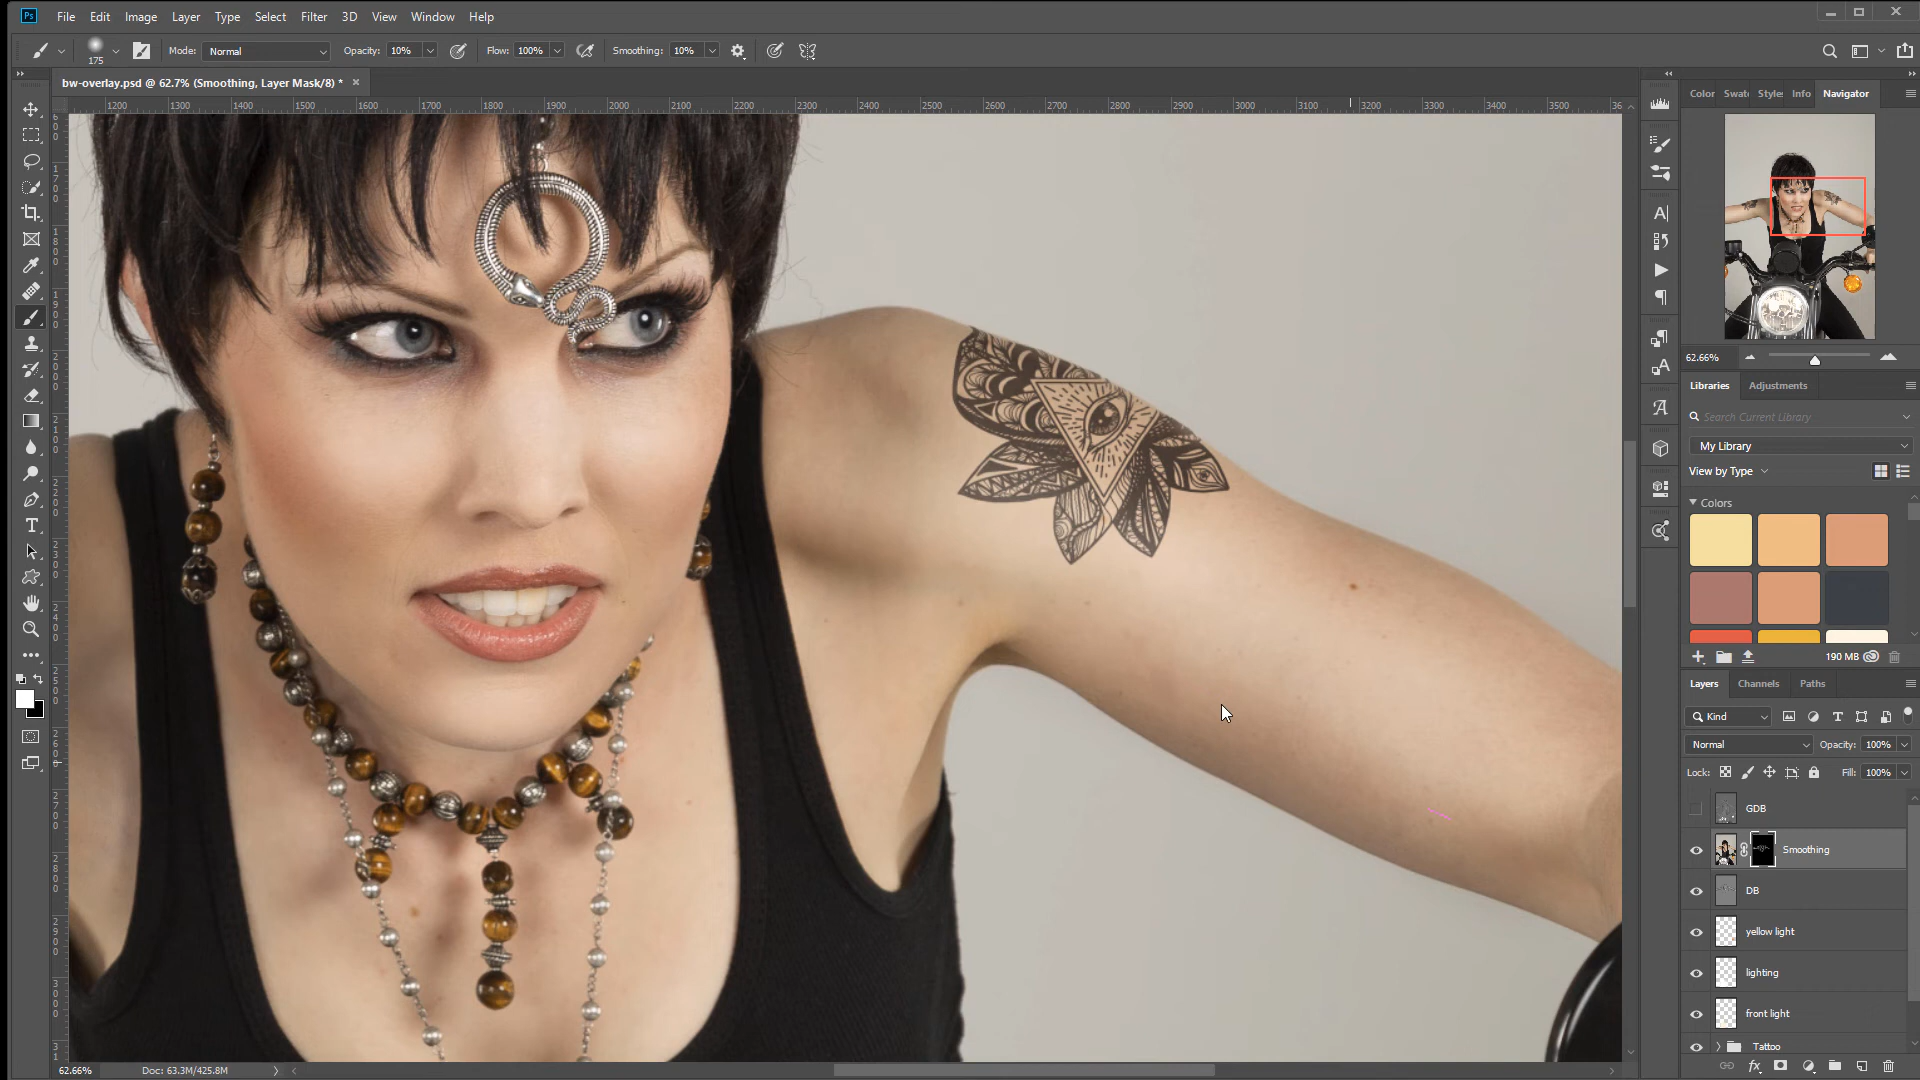 Ps File Edit Image Layer Type Select Filter 3D View Window Help
175 Mode: Normal Opacity: 10% Flow: 100% Smoothing: 10%
bw-overlay.psd @ 62.7% (Smoothing, Layer Mask/8) *
1200 1300 1400 1500 1600 1700 1800 1900 2000 2100 2200 2300 2400 2500 2600 2700 2800 2900 3000 3100 3200 3300 3400 3500
Color Swatc Styles Info Navigator
62.66%
Libraries Adjustments
Search Current Library
My Library
View by Type
Colors
190 MB
Layers Channels Paths
Kind
Normal Opacity: 100%
Lock: Fill: 100%
GDB
Smoothing
DB
yellow light
lighting
front light
Tattoo
62.66% Doc: 63.3M/425.8M